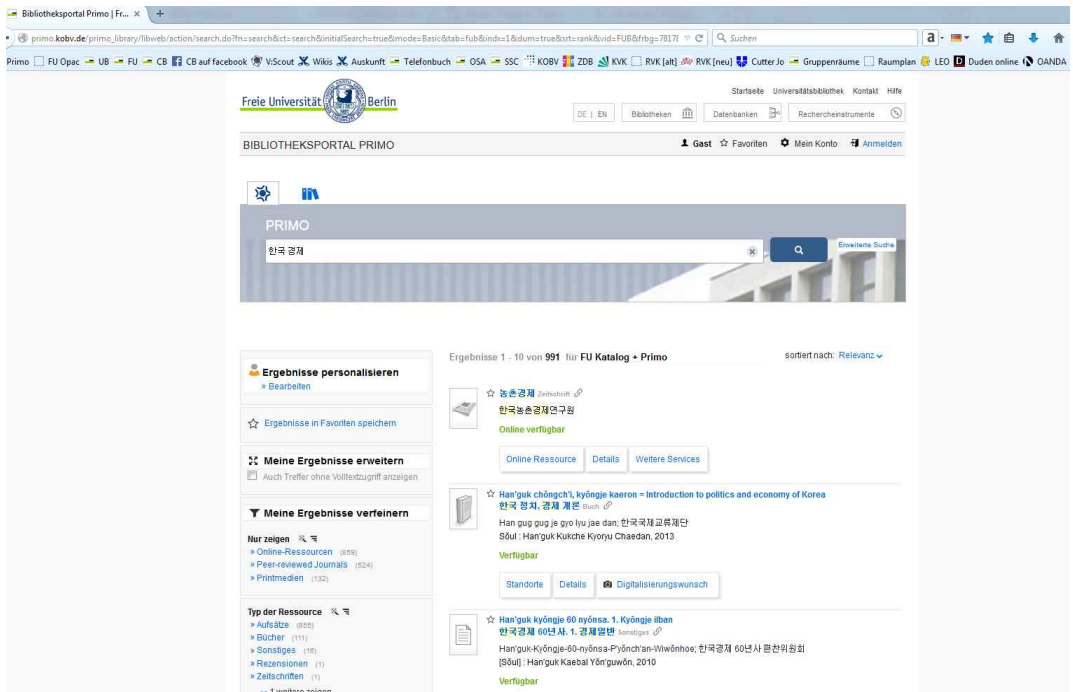 Bibliotheksportal Primo | Fr...
primo.kobv.de/primo_library/libweb/action/search.do?fn=search&ct=search&initialSearch=true&mode=Basic&tab=fub&indx=1&dum=true&srt=rank&vid=FUB&frbg=7817
Suchen
Primo FU Opac UB FU CB CB auf facebook V:Scout Wikis Auskunft Telefonbuch OSA SSC KOBV ZDB KVK RVK [alt] RVK [neu] CutterJo Gruppenräume Raumplan LEO Duden online OANDA
Freie Universität Berlin
Startseite Universitätsbibliothek Kontakt Hilfe
DE | EN Bibliotheken Datenbanken Rechercheinstrumente
BIBLIOTHEKSPORTAL PRIMO
Gast Favoriten Mein Konto Anmelden
PRIMO
한국 경제
Erweiterte Suche
Ergebnisse personalisieren
» Bearbeiten
Ergebnisse in Favoriten speichern
Meine Ergebnisse erweitern
Auch Treffer ohne Volltextzugriff anzeigen
Meine Ergebnisse verfeinern
Nur zeigen
» Online-Ressourcen (859)
» Peer-reviewed Journals (524)
» Printmedien (132)
Typ der Ressource
» Aufsätze
» Bücher (111)
» Sonstiges (16)
» Rezensionen (1)
» Zeitschriften (1)
1 weitere zeigen
Ergebnisse 1 - 10 von 991 für FU Katalog + Primo
sortiert nach: Relevanz
농촌경제 Zeitschrift
한국농촌경제연구원
Online verfügbar
Online Ressource Details Weitere Services
Han'guk chŏngch'i, kyŏngje kaeron = Introduction to politics and economy of Korea
한국 정치, 경제 개론 Buch
Han gug gug je gyo lyu jae dan; 한국국제교류재단
Sŏul : Han'guk Kukche Kyoryu Chaedan, 2013
Verfügbar
Standorte Details Digitalisierungswunsch
Han'guk kyŏngje 60 nyŏnsa. 1. Kyŏngje ilban
한국경제 60년사. 1. 경제일반 Sonstiges
Han'guk-Kyŏngje-60-nyŏnsa-P'yŏnch'an-Wiwŏnhoe; 한국경제 60년사 편찬위원회
[Sŏul] : Han'guk Kaebal Yŏn'guwŏn, 2010
Verfügbar